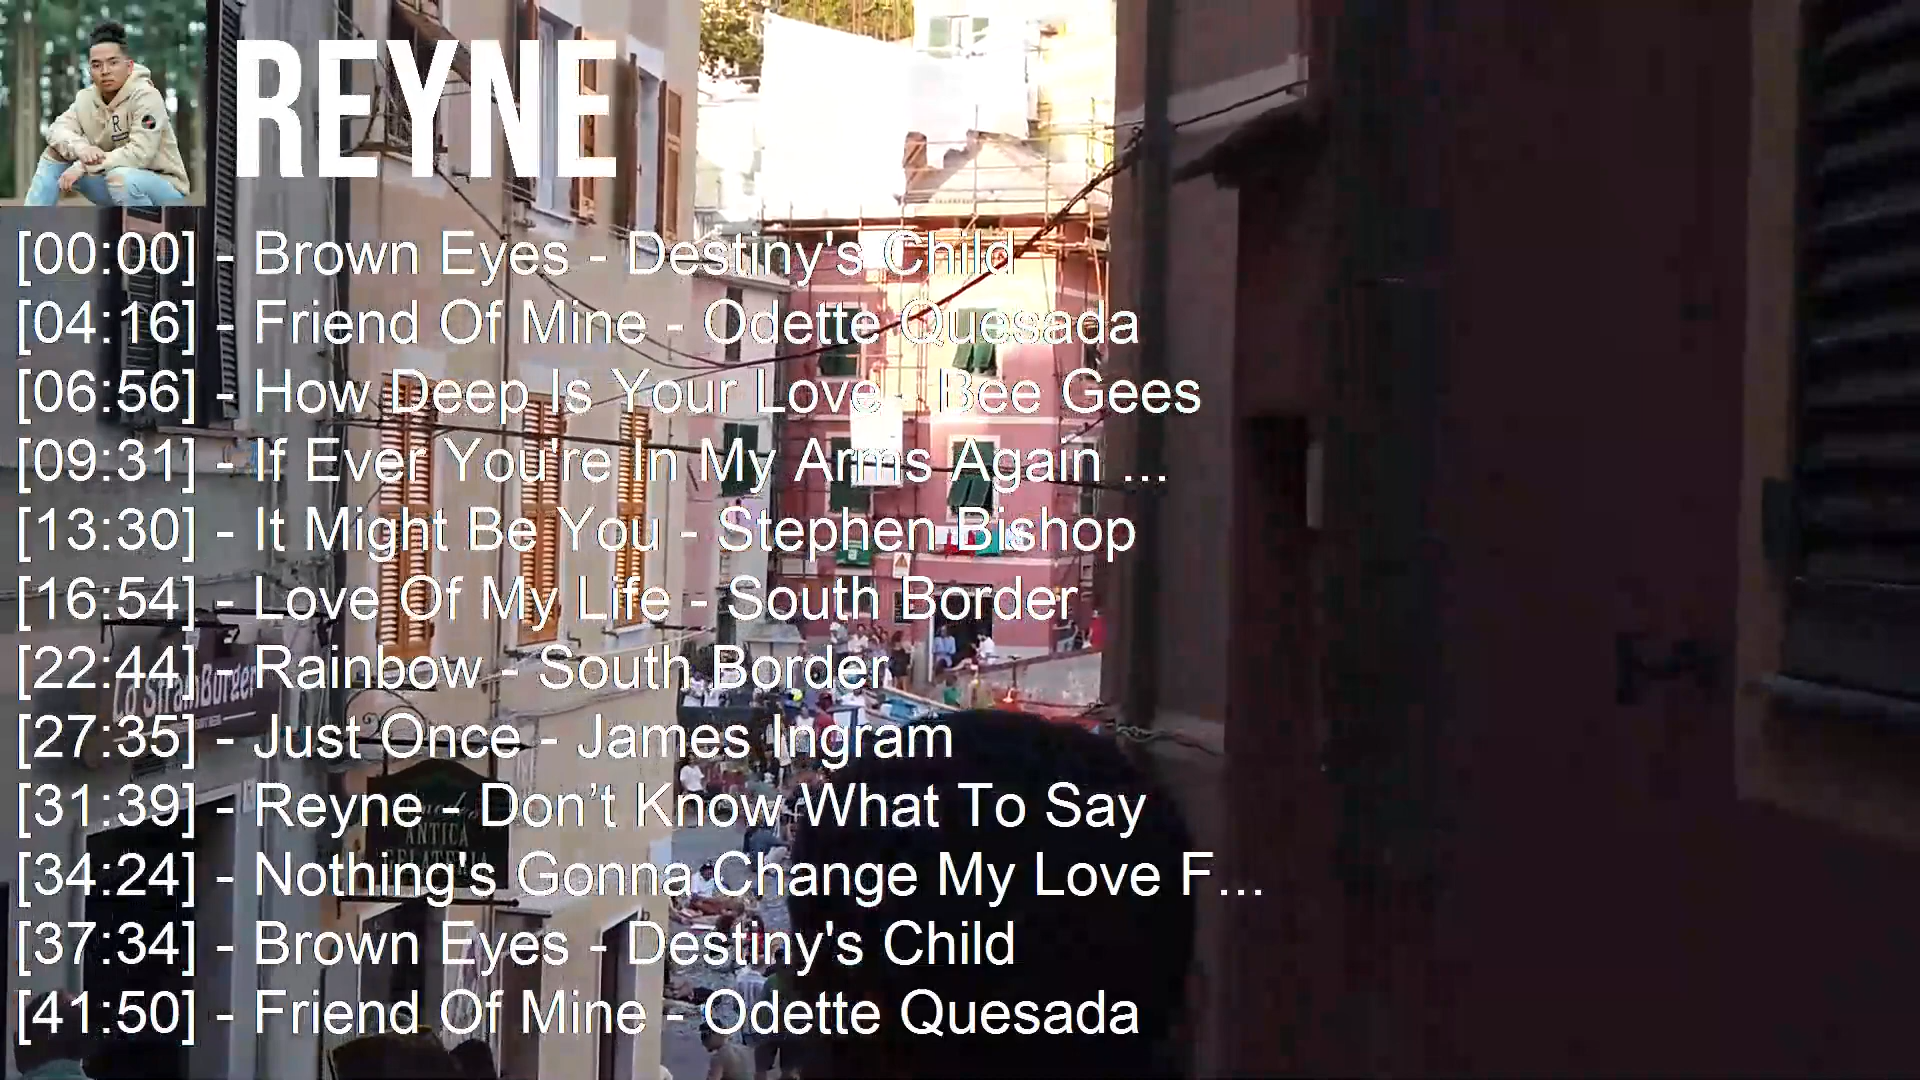 REYNE
[00:00] - Brown Eyes - Destiny's Child
[04:16] - Friend Of Mine - Odette Quesada
[06:56] - How Deep Is Your Love - Bee Gees
[09:31] - If Ever You're In My Arms Again ...
[13:30] - It Might Be You - Stephen Bishop
[16:54] - Love Of My Life - South Border
[22:44] - Rainbow - South Border
[27:35] - Just Once - James Ingram
[31:39] - Reyne - Don’t Know What To Say
[34:24] - Nothing's Gonna Change My Love F...
[37:34] - Brown Eyes - Destiny's Child
[41:50] - Friend Of Mine - Odette Quesada
R
ANTICA